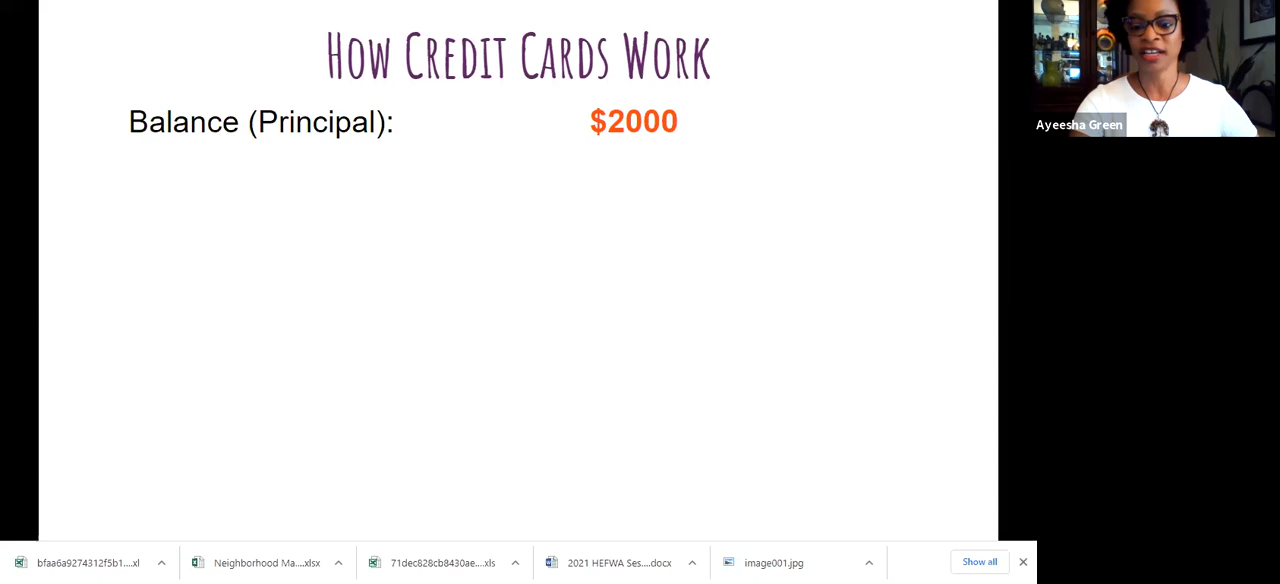 How Credit Cards Work
Balance (Principal): $2000
Ayeesha Green
bfaa6a9274312f5b1....xl
Neighborhood Ma....xlsx
71dec828cb8430ae....xls
2021 HEFWA Ses....docx
image001.jpg
Show all